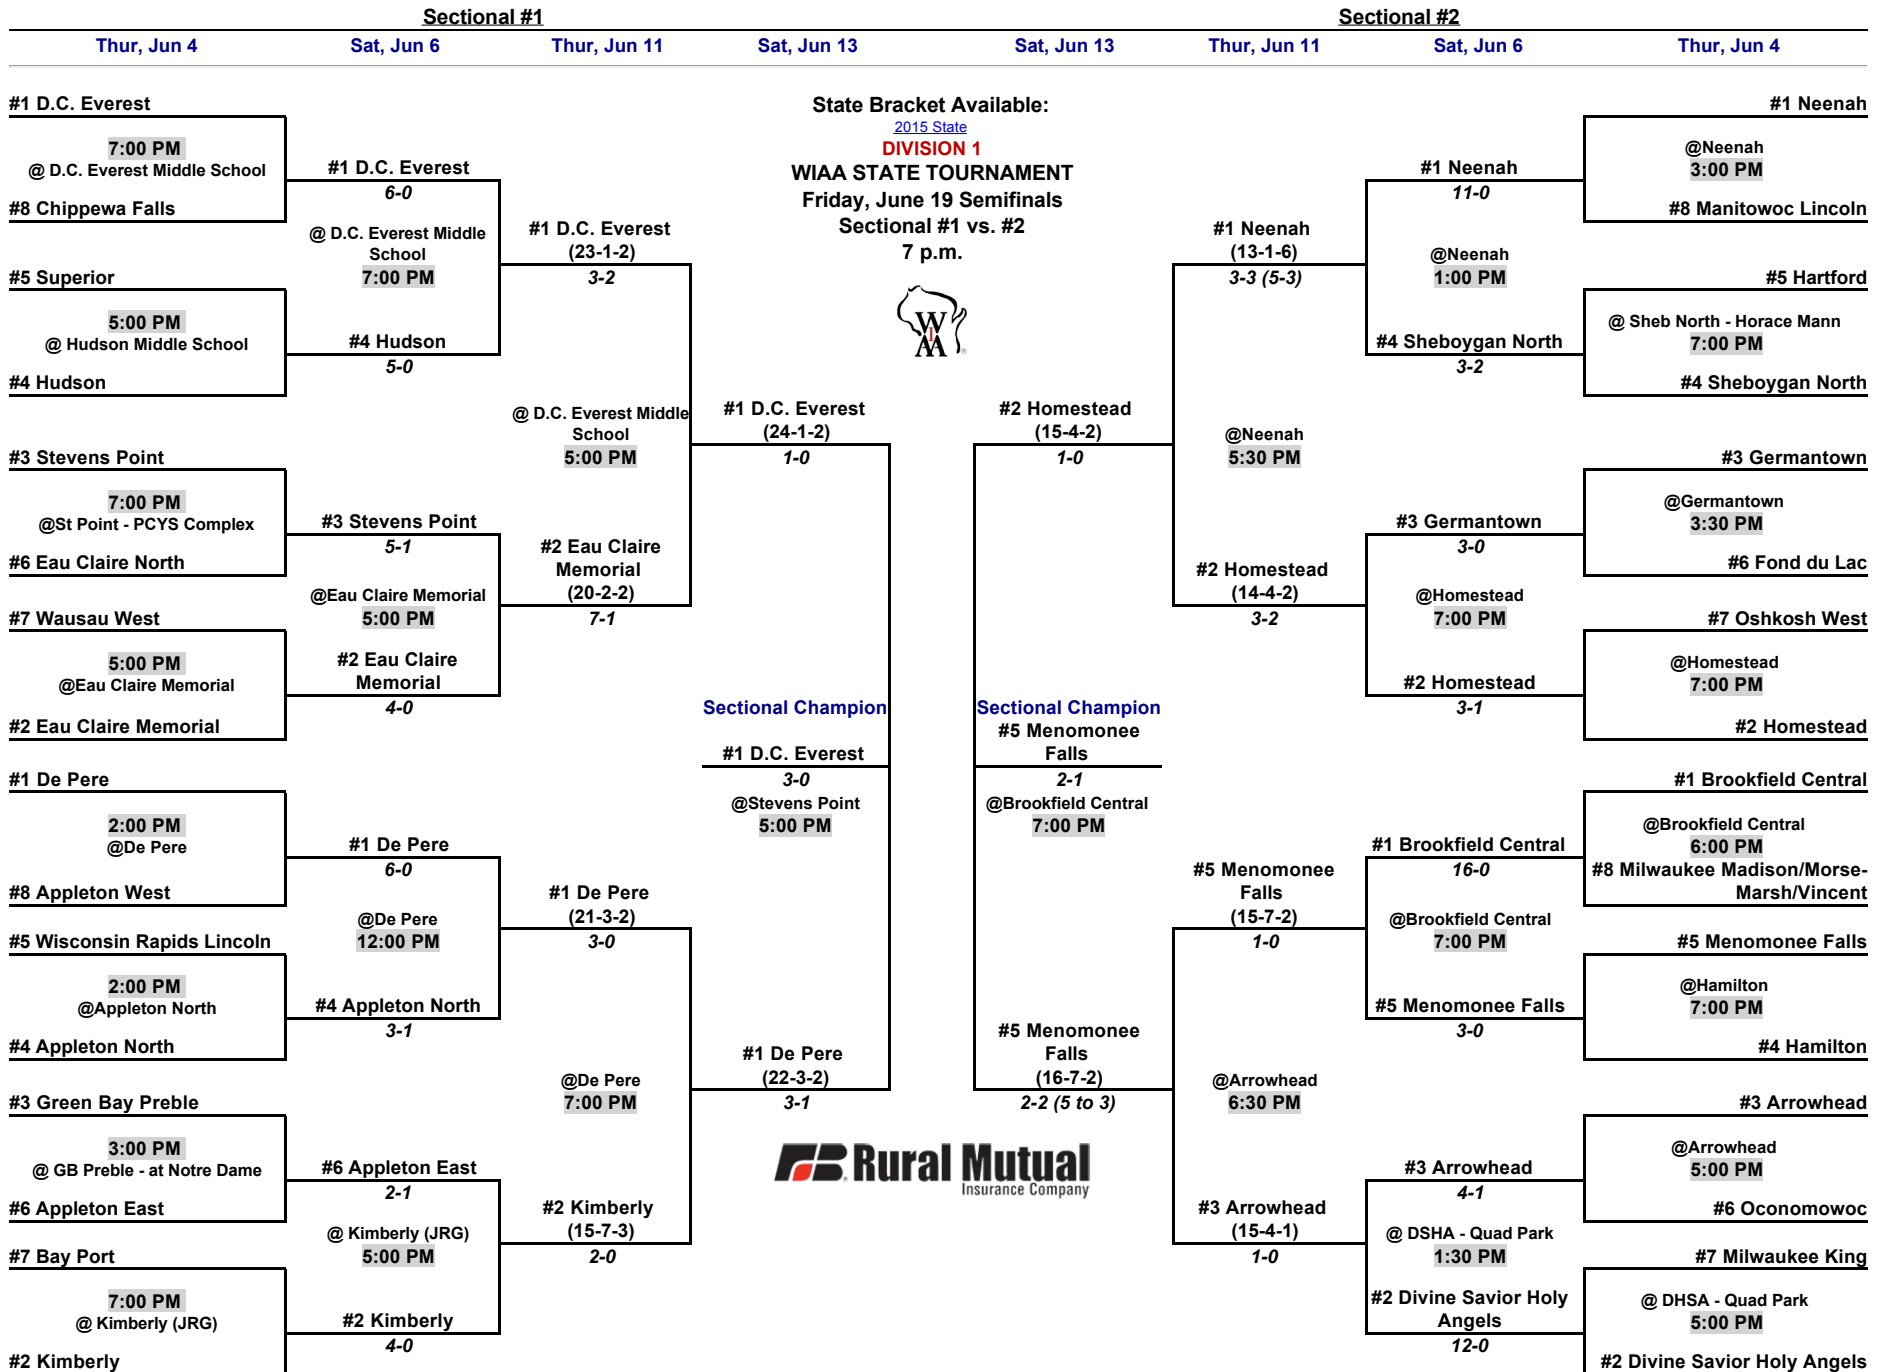 Sectional #1
Sectional #2
Thur, Jun 4
Sat, Jun 6
Thur, Jun 11
Sat, Jun 13
Sat, Jun 13
Thur, Jun 11
Sat, Jun 6
Thur, Jun 4
#1 D.C. Everest
7:00 PM
@ D.C. Everest Middle School
#8 Chippewa Falls
#5 Superior
5:00 PM
@ Hudson Middle School
#4 Hudson
#3 Stevens Point
7:00 PM
@St Point - PCYS Complex
#6 Eau Claire North
#7 Wausau West
5:00 PM
@Eau Claire Memorial
#2 Eau Claire Memorial
#1 De Pere
2:00 PM
@De Pere
#8 Appleton West
#5 Wisconsin Rapids Lincoln
2:00 PM
@Appleton North
#4 Appleton North
#3 Green Bay Preble
3:00 PM
@ GB Preble - at Notre Dame
#6 Appleton East
#7 Bay Port
7:00 PM
@ Kimberly (JRG)
#2 Kimberly
#1 D.C. Everest
6-0
@ D.C. Everest Middle
School
7:00 PM
#4 Hudson
5-0
#3 Stevens Point
5-1
@Eau Claire Memorial
5:00 PM
#2 Eau Claire
Memorial
4-0
#1 De Pere
6-0
@De Pere
12:00 PM
#4 Appleton North
3-1
#6 Appleton East
2-1
@ Kimberly (JRG)
5:00 PM
#2 Kimberly
4-0
#1 D.C. Everest
(23-1-2)
3-2
@ D.C. Everest Middle
School
5:00 PM
#2 Eau Claire
Memorial
(20-2-2)
7-1
#1 De Pere
(21-3-2)
3-0
@De Pere
7:00 PM
#2 Kimberly
(15-7-3)
2-0
#1 D.C. Everest
(24-1-2)
1-0
Sectional Champion
#1 D.C. Everest
3-0
@Stevens Point
5:00 PM
#1 De Pere
(22-3-2)
3-1
State Bracket Available:
2015 State
DIVISION 1
WIAA STATE TOURNAMENT
Friday, June 19 Semifinals
Sectional #1 vs. #2
7 p.m.
W
I
AA
®
Rural Mutual
Insurance Company
#2 Homestead
(15-4-2)
1-0
Sectional Champion
#5 Menomonee
Falls
2-1
@Brookfield Central
7:00 PM
#5 Menomonee
Falls
(16-7-2)
2-2 (5 to 3)
#1 Neenah
(13-1-6)
3-3 (5-3)
@Neenah
5:30 PM
#2 Homestead
(14-4-2)
3-2
#5 Menomonee
Falls
(15-7-2)
1-0
@Arrowhead
6:30 PM
#3 Arrowhead
(15-4-1)
1-0
#1 Neenah
11-0
@Neenah
1:00 PM
#4 Sheboygan North
3-2
#3 Germantown
3-0
@Homestead
7:00 PM
#2 Homestead
3-1
#1 Brookfield Central
16-0
@Brookfield Central
7:00 PM
#5 Menomonee Falls
3-0
#3 Arrowhead
4-1
@ DSHA - Quad Park
1:30 PM
#2 Divine Savior Holy
Angels
12-0
#1 Neenah
@Neenah
3:00 PM
#8 Manitowoc Lincoln
#5 Hartford
@ Sheb North - Horace Mann
7:00 PM
#4 Sheboygan North
#3 Germantown
@Germantown
3:30 PM
#6 Fond du Lac
#7 Oshkosh West
@Homestead
7:00 PM
#2 Homestead
#1 Brookfield Central
@Brookfield Central
6:00 PM
#8 Milwaukee Madison/Morse-
Marsh/Vincent
#5 Menomonee Falls
@Hamilton
7:00 PM
#4 Hamilton
#3 Arrowhead
@Arrowhead
5:00 PM
#6 Oconomowoc
#7 Milwaukee King
@ DHSA - Quad Park
5:00 PM
#2 Divine Savior Holy Angels